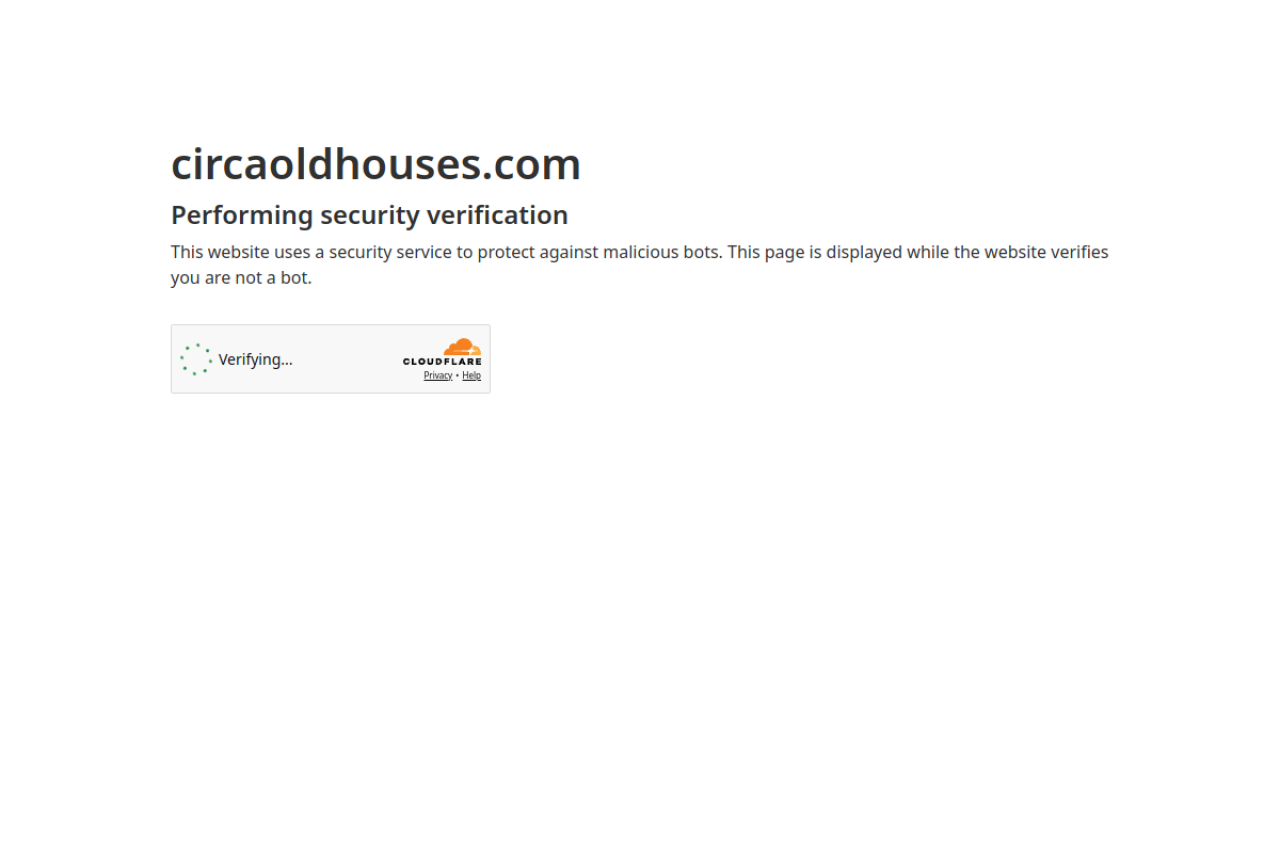 circaoldhouses.com
Performing security verification
This website uses a security service to protect against malicious bots. This page is displayed while the website verifies
you are not a bot.
Verifying...
CLOUDFLARE
Privacy • Help